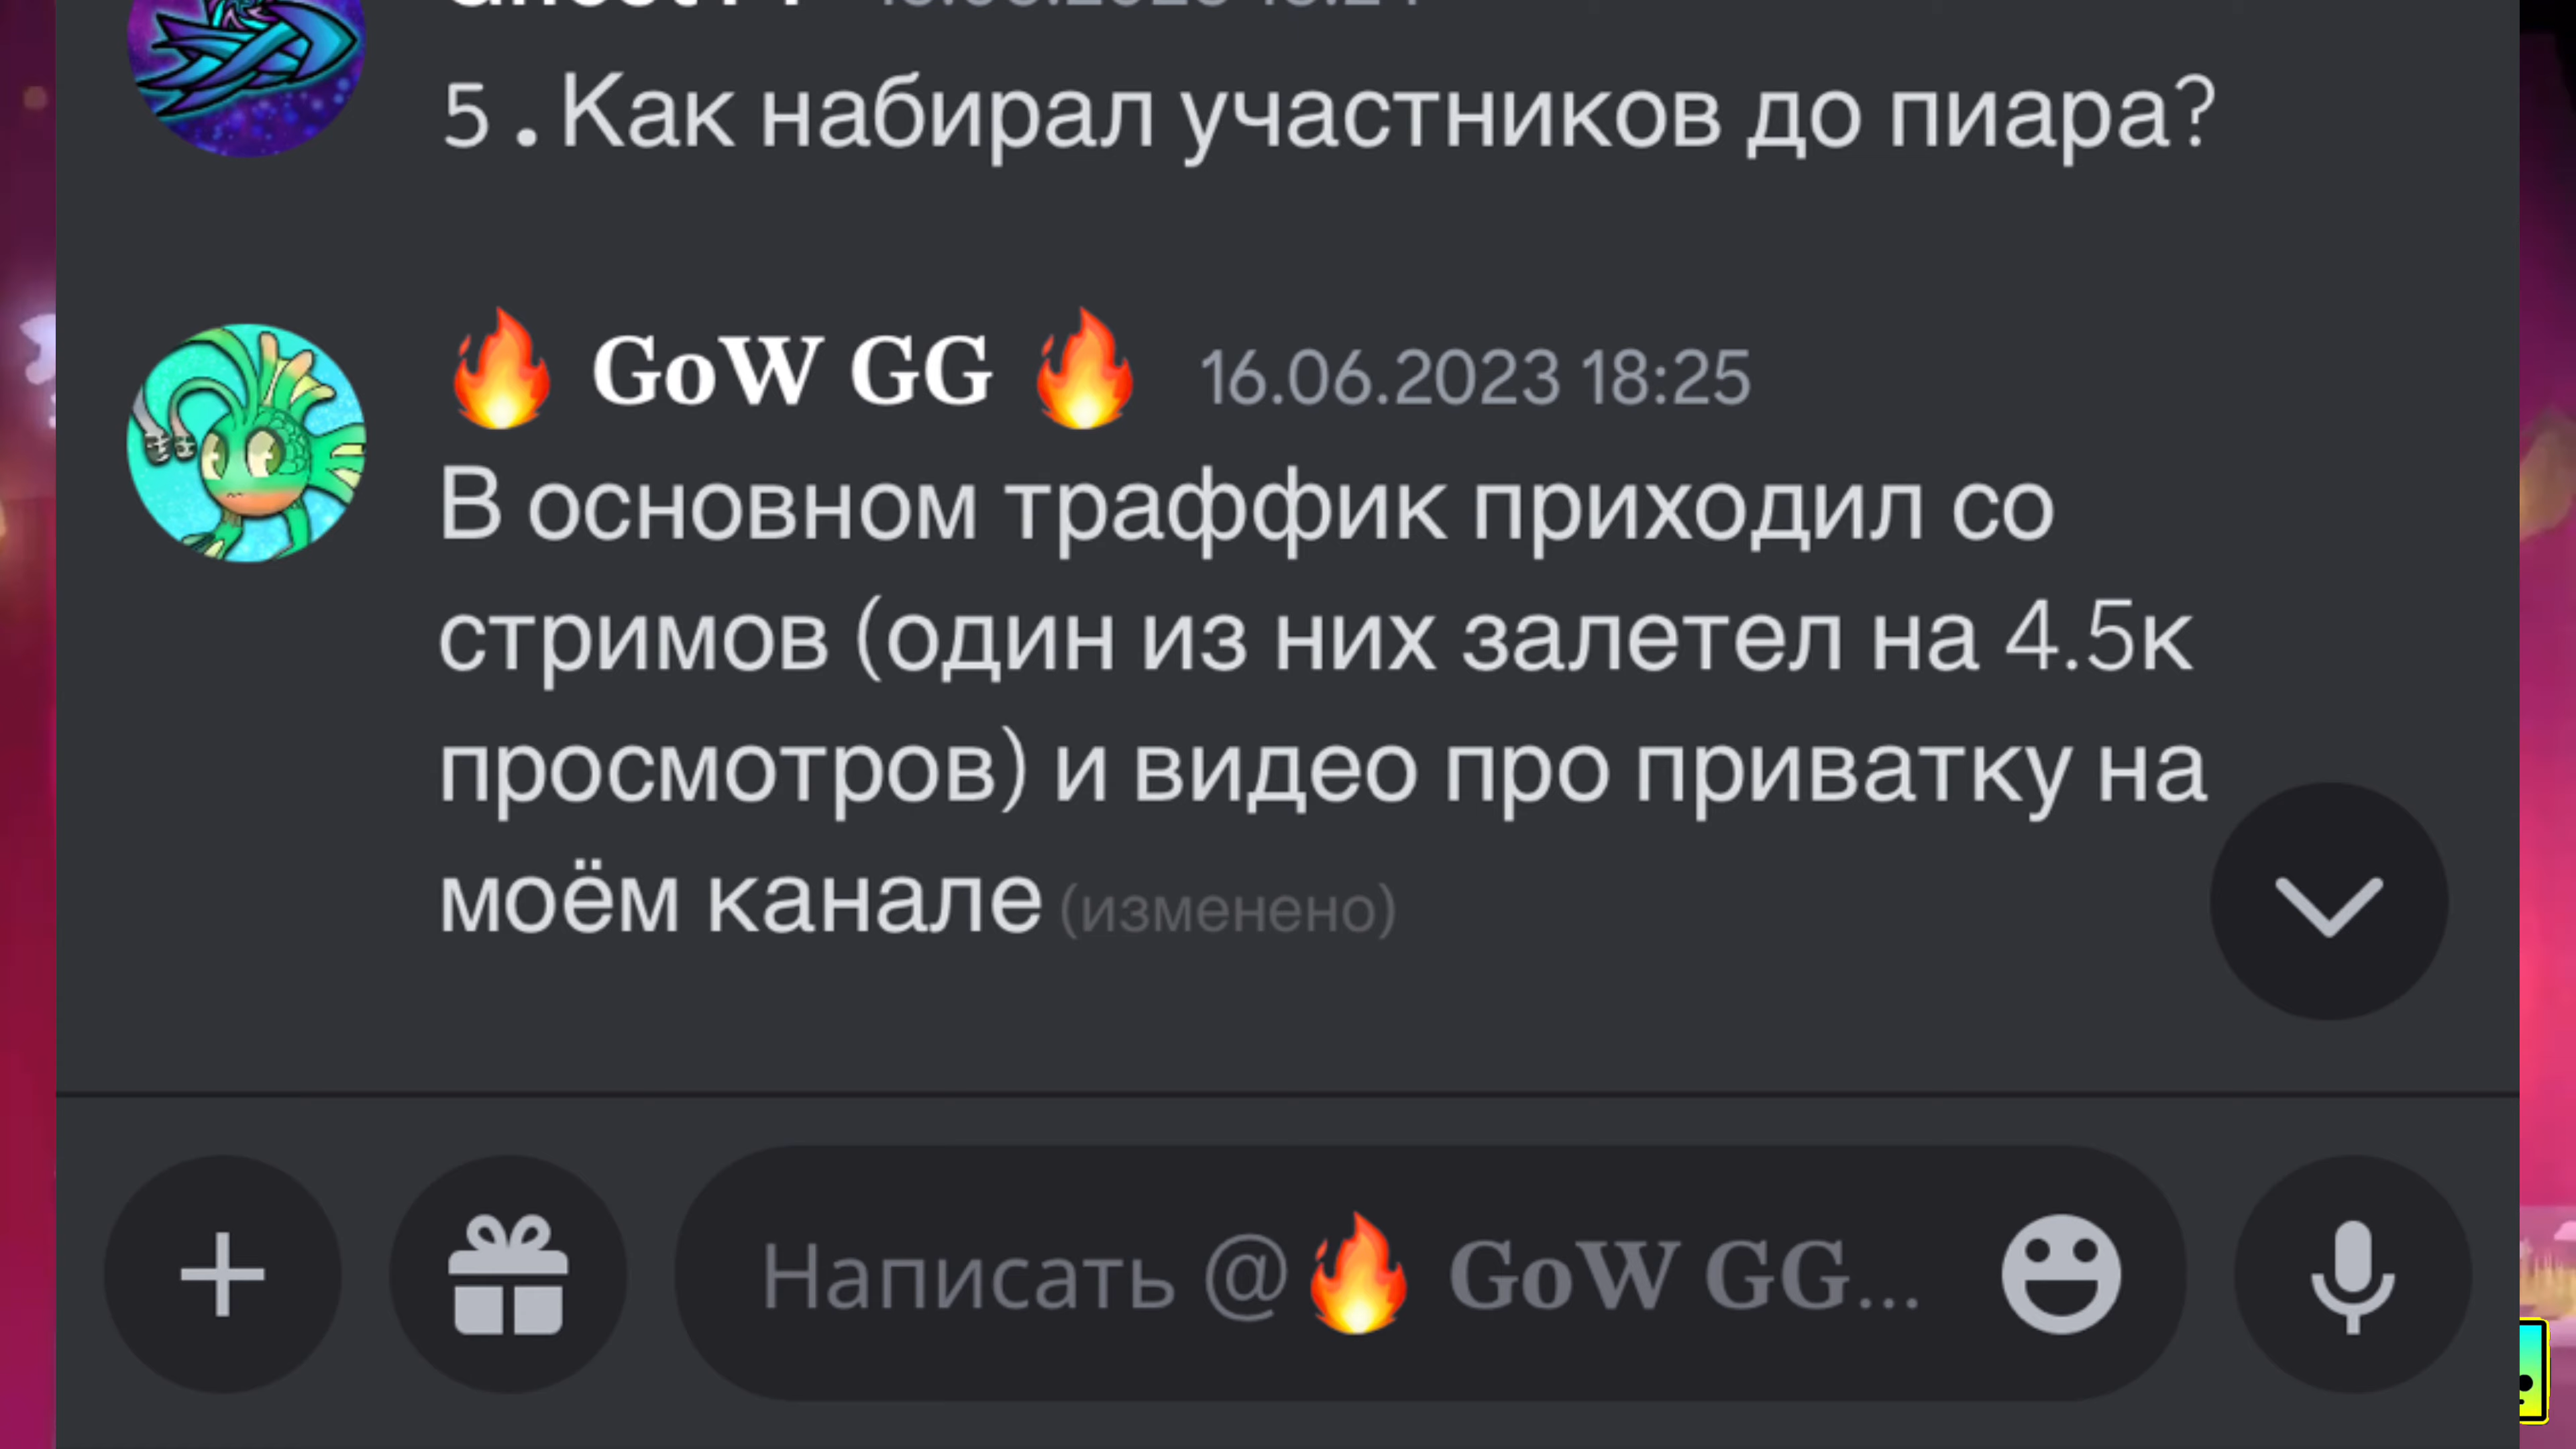 5.Как набирал участников до пиара?
🔥 GoW GG 🔥 16.06.2023 18:25
В основном траффик приходил со
стримов (один из них залетел на 4.5к
просмотров) и видео про приватку на
моём канале (изменено)
Написать @🔥 GoW GG...